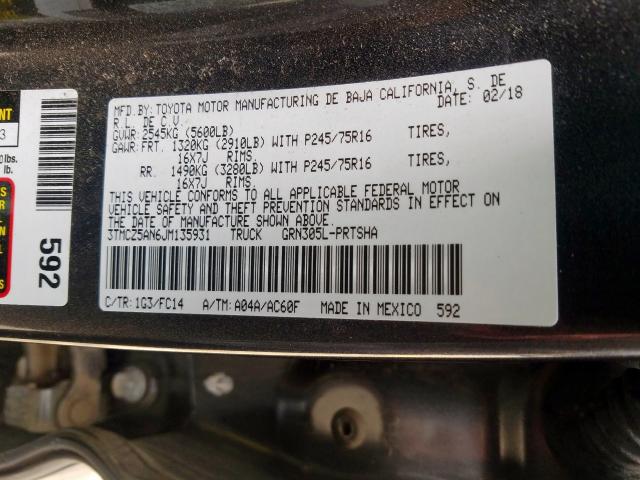 MFD.BY: TOYOTA MOTOR MANUFACTURING DE BAJA CALIFORNIA, S. DE
R.L. DE C.V. DATE: 02/18
GVWR: 2545KG (5600LB)
GAWR: FRT. 1320KG (2910LB) WITH P245/75R16 TIRES,
16X7J RIMS.
RR. 1490KG (3280LB) WITH P245/75R16 TIRES,
16X7J RIMS.
THIS VEHICLE CONFORMS TO ALL APPLICABLE FEDERAL MOTOR
VEHICLE SAFETY AND THEFT PREVENTION STANDARDS IN EFFECT ON
THE DATE OF MANUFACTURE SHOWN ABOVE.
3TMCZ5AN6JM135931 TRUCK GRN305L-PRTSHA
C/TR: 1G3/FC14 A/TM: A04A/AC60F MADE IN MEXICO 592
3
lbs.
lb.
592